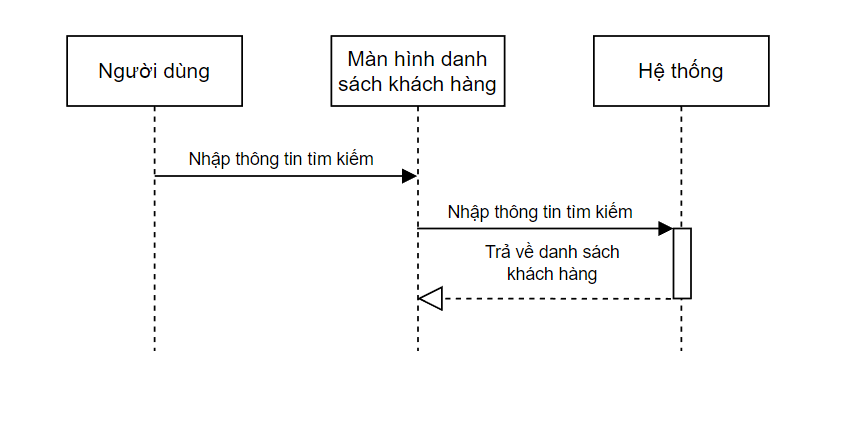 Người dùng
Màn hình danh
sách khách hàng
Hệ thống
Nhập thông tin tìm kiếm
Nhập thông tin tìm kiếm
Trả về danh sách
khách hàng